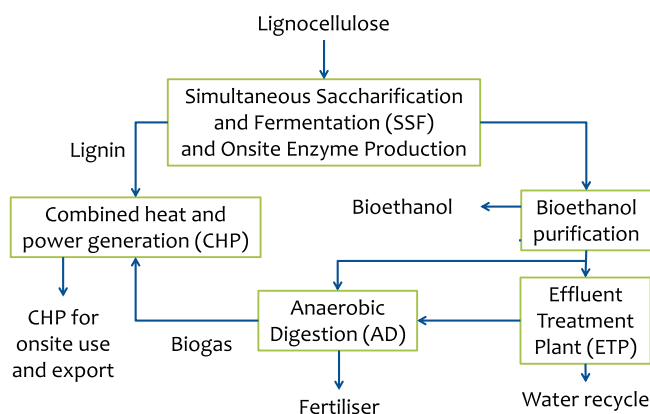 Lignocellulose
Simultaneous Saccharification
and Fermentation (SSF)
and Onsite Enzyme Production
Lignin
Combined heat and
power generation (CHP)
Bioethanol
Bioethanol
purification
CHP for
onsite use
and export
Biogas
Anaerobic
Digestion (AD)
Effluent
Treatment
Plant (ETP)
Fertiliser
Water recycle